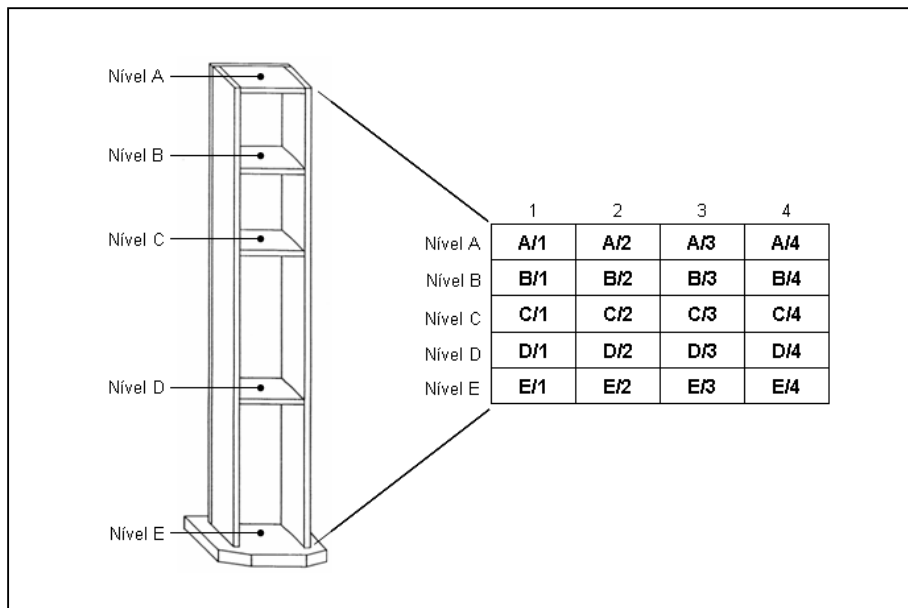 Nível A
Nível B
Nível C
Nível D
Nível E
1 2 3 4
Nível A A/1 A/2 A/3 A/4
Nível B B/1 B/2 B/3 B/4
Nível C C/1 C/2 C/3 C/4
Nível D D/1 D/2 D/3 D/4
Nível E E/1 E/2 E/3 E/4